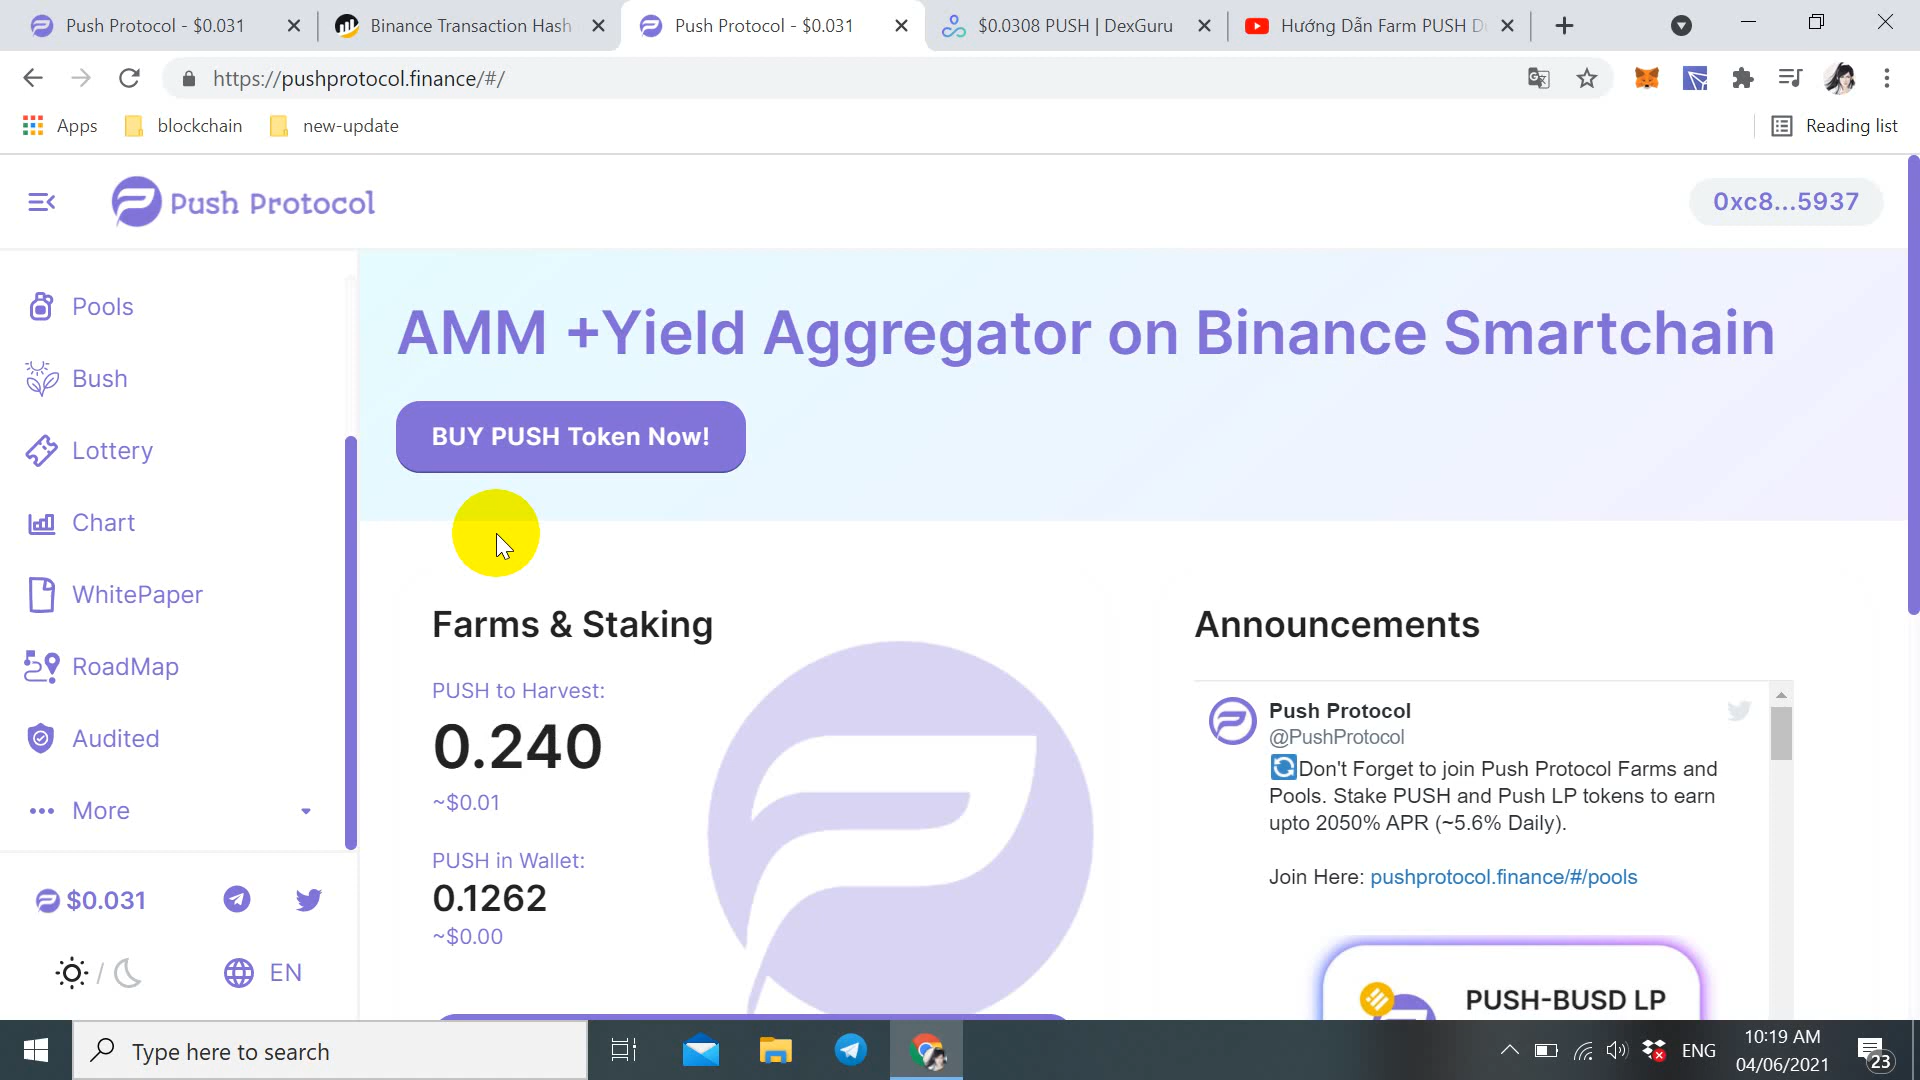 Push Protocol - $0.031
Binance Transaction Hash
Push Protocol - $0.031
$0.0308 PUSH | DexGuru
Hướng Dẫn Farm PUSH D
https://pushprotocol.finance/#/
Apps
blockchain
new-update
Reading list
Push Protocol
0xc8...5937
Pools
Bush
Lottery
Chart
WhitePaper
RoadMap
Audited
More
$0.031
/
EN
AMM +Yield Aggregator on Binance Smartchain
BUY PUSH Token Now!
Farms & Staking
PUSH to Harvest:
0.240
~$0.01
PUSH in Wallet:
0.1262
~$0.00
Announcements
Push Protocol
@PushProtocol
Don't Forget to join Push Protocol Farms and
Pools. Stake PUSH and Push LP tokens to earn
upto 2050% APR (~5.6% Daily).
Join Here: pushprotocol.finance/#/pools
PUSH-BUSD LP
Type here to search
ENG
10:19 AM
04/06/2021
23